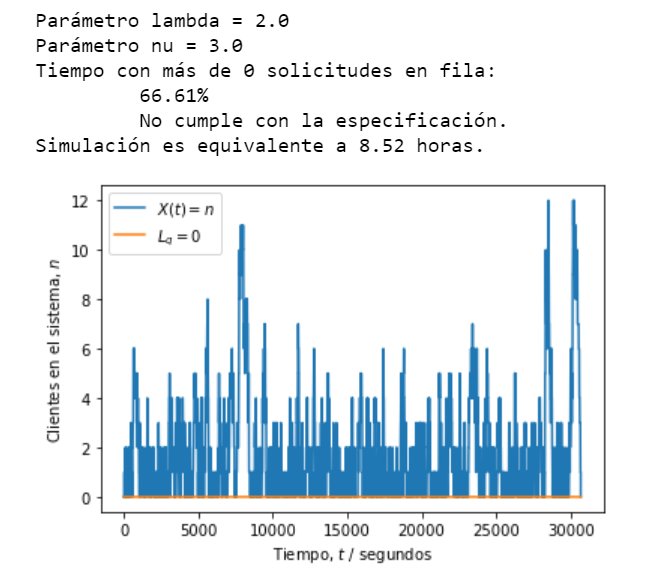 Parámetro lambda = 2.0
Parámetro nu = 3.0
Tiempo con más de 0 solicitudes en fila:
66.61%
No cumple con la especificación.
Simulación es equivalente a 8.52 horas.
X(t) = n
L_q = 0
12
10
8
6
4
2
0
Clientes en el sistema, n
0 5000 10000 15000 20000 25000 30000
Tiempo, t / segundos